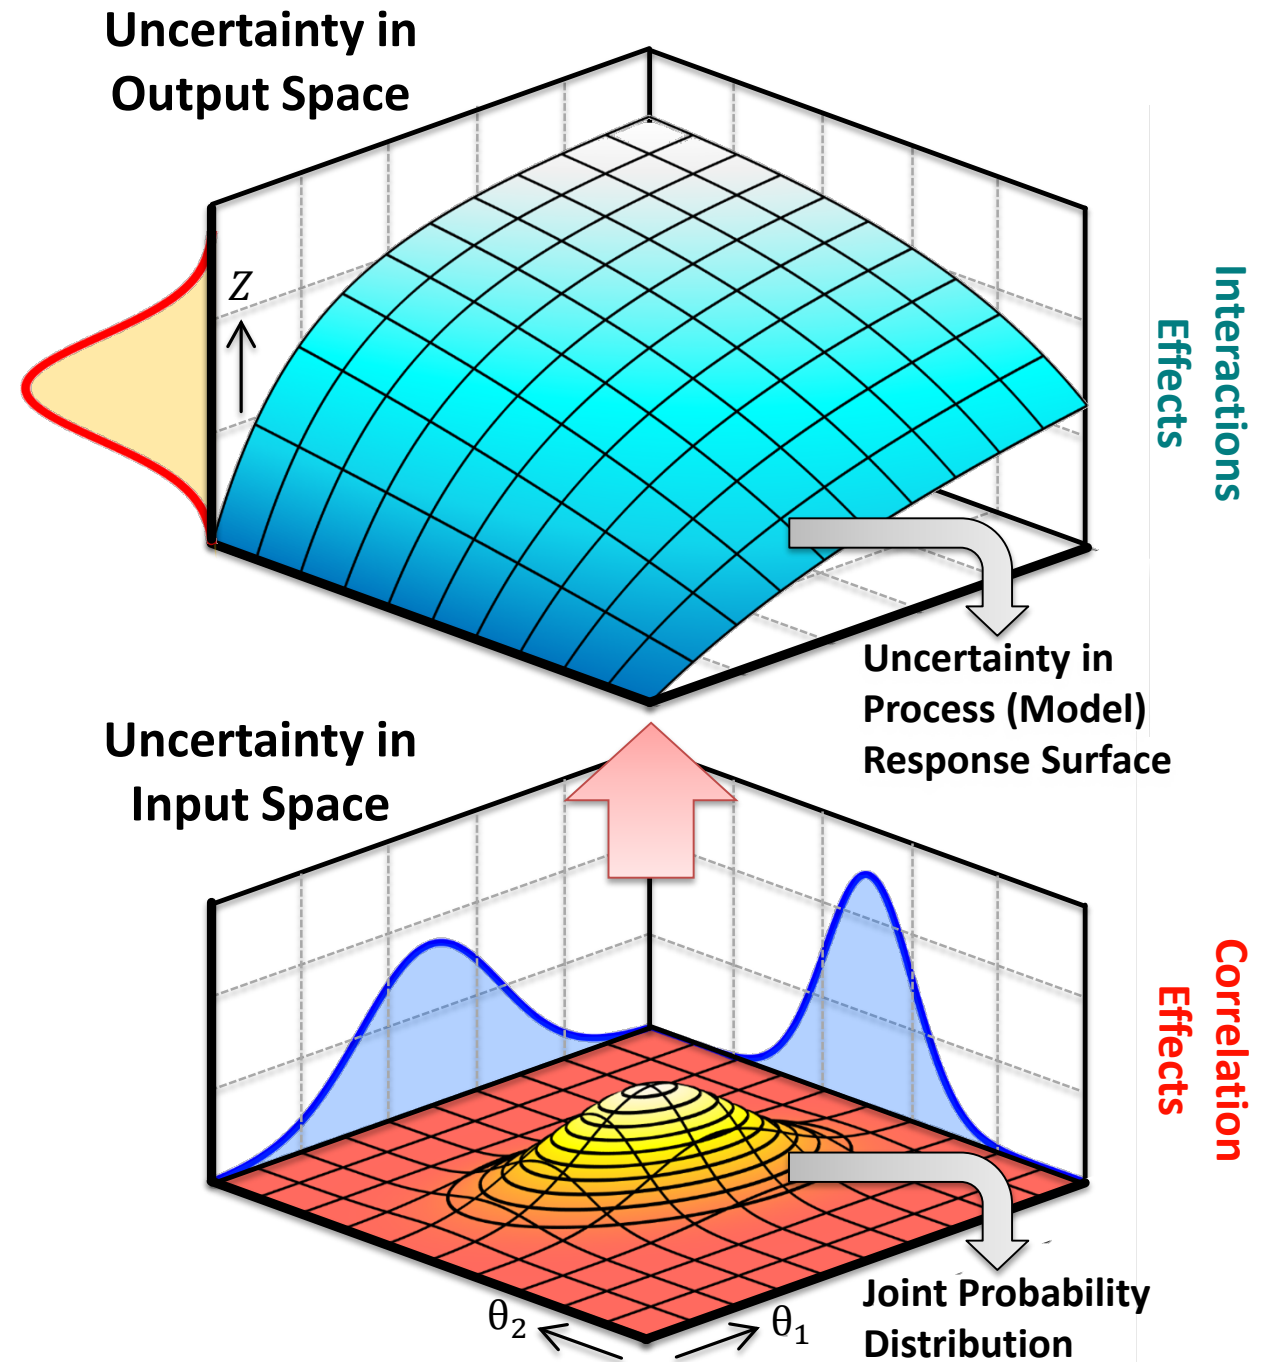 Uncertainty in
Output Space
Z
Interactions
Effects
Uncertainty in
Process (Model)
Response Surface
Uncertainty in
Input Space
Correlation
Effects
θ2
θ1
Joint Probability
Distribution